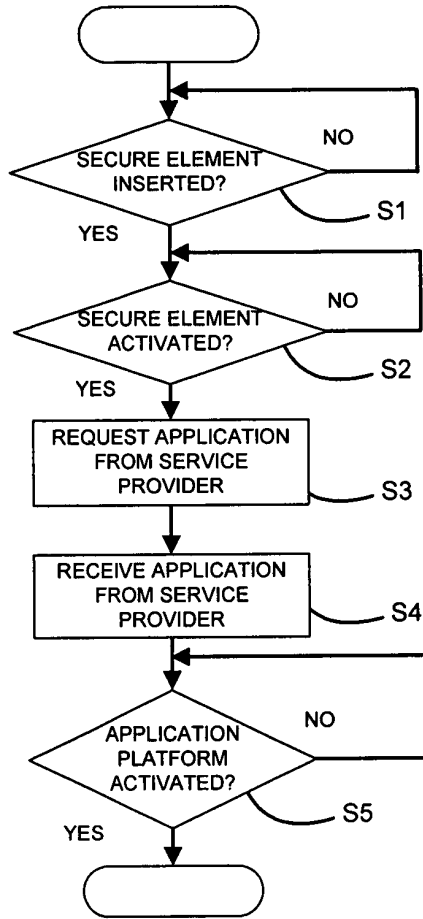 NO
SECURE ELEMENT
INSERTED?
S1
YES
NO
SECURE ELEMENT
ACTIVATED?
S2
YES
REQUEST APPLICATION
FROM SERVICE
PROVIDER
S3
RECEIVE APPLICATION
FROM SERVICE
PROVIDER
S4
NO
APPLICATION
PLATFORM
ACTIVATED?
S5
YES